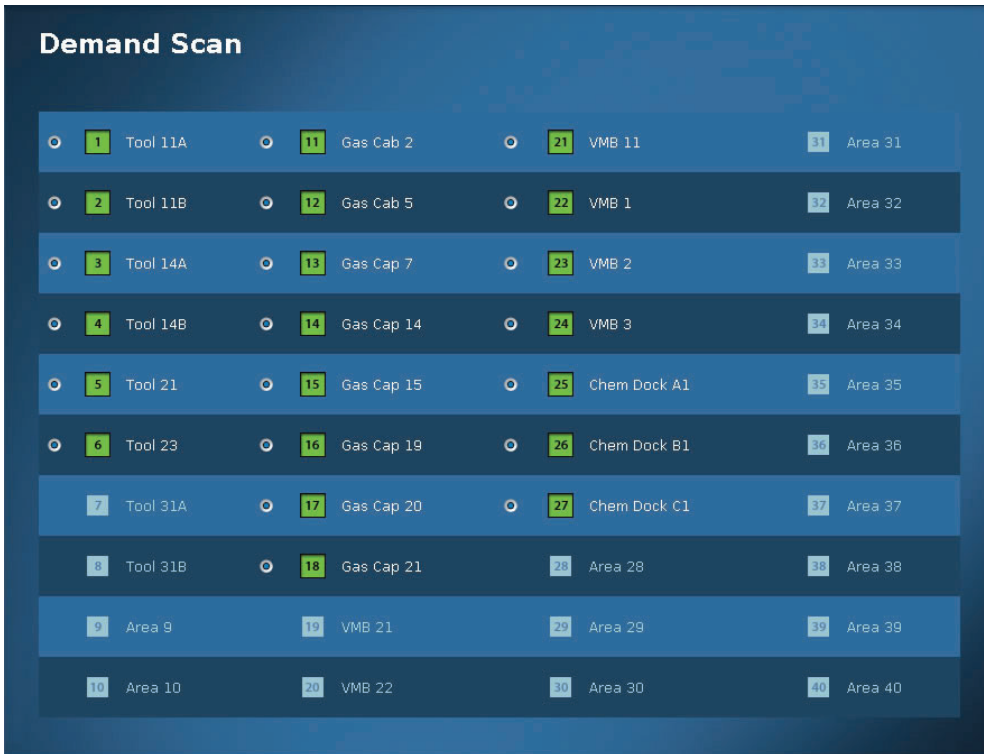 Demand Scan
1 Tool 11A 11 Gas Cab 2 21 VMB 11 31 Area 31
2 Tool 11B 12 Gas Cab 5 22 VMB 1 32 Area 32
3 Tool 14A 13 Gas Cap 7 23 VMB 2 33 Area 33
4 Tool 14B 14 Gas Cap 14 24 VMB 3 34 Area 34
5 Tool 21 15 Gas Cap 15 25 Chem Dock A1 35 Area 35
6 Tool 23 16 Gas Cap 19 26 Chem Dock B1 36 Area 36
7 Tool 31A 17 Gas Cap 20 27 Chem Dock C1 37 Area 37
8 Tool 31B 18 Gas Cap 21 28 Area 28 38 Area 38
9 Area 9 19 VMB 21 29 Area 29 39 Area 39
10 Area 10 20 VMB 22 30 Area 30 40 Area 40